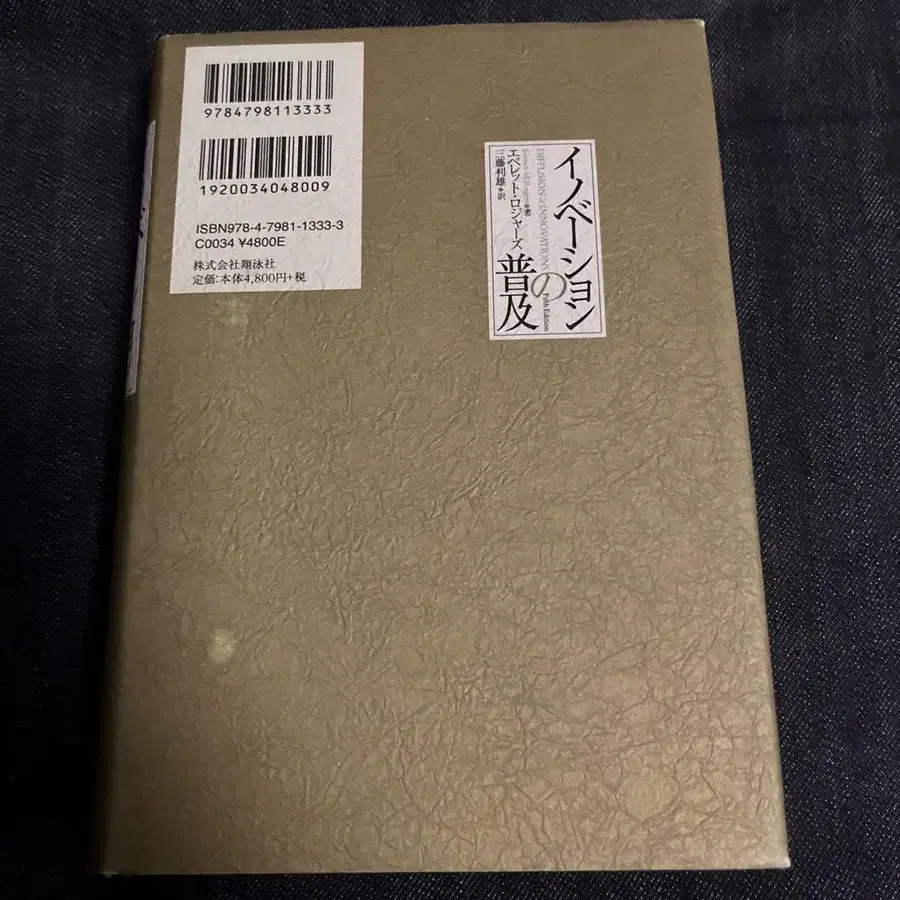 9784798113333
1920034048009
ISBN978-4-7981-1333-3
C0034 ¥4800E
株式会社翔泳社
定価:本体4,800円+税
イノベーションの普及
DIFFUSION of INNOVATIONS
Fifth Edition
エベレット・ロジャーズ 著
三藤利雄 訳